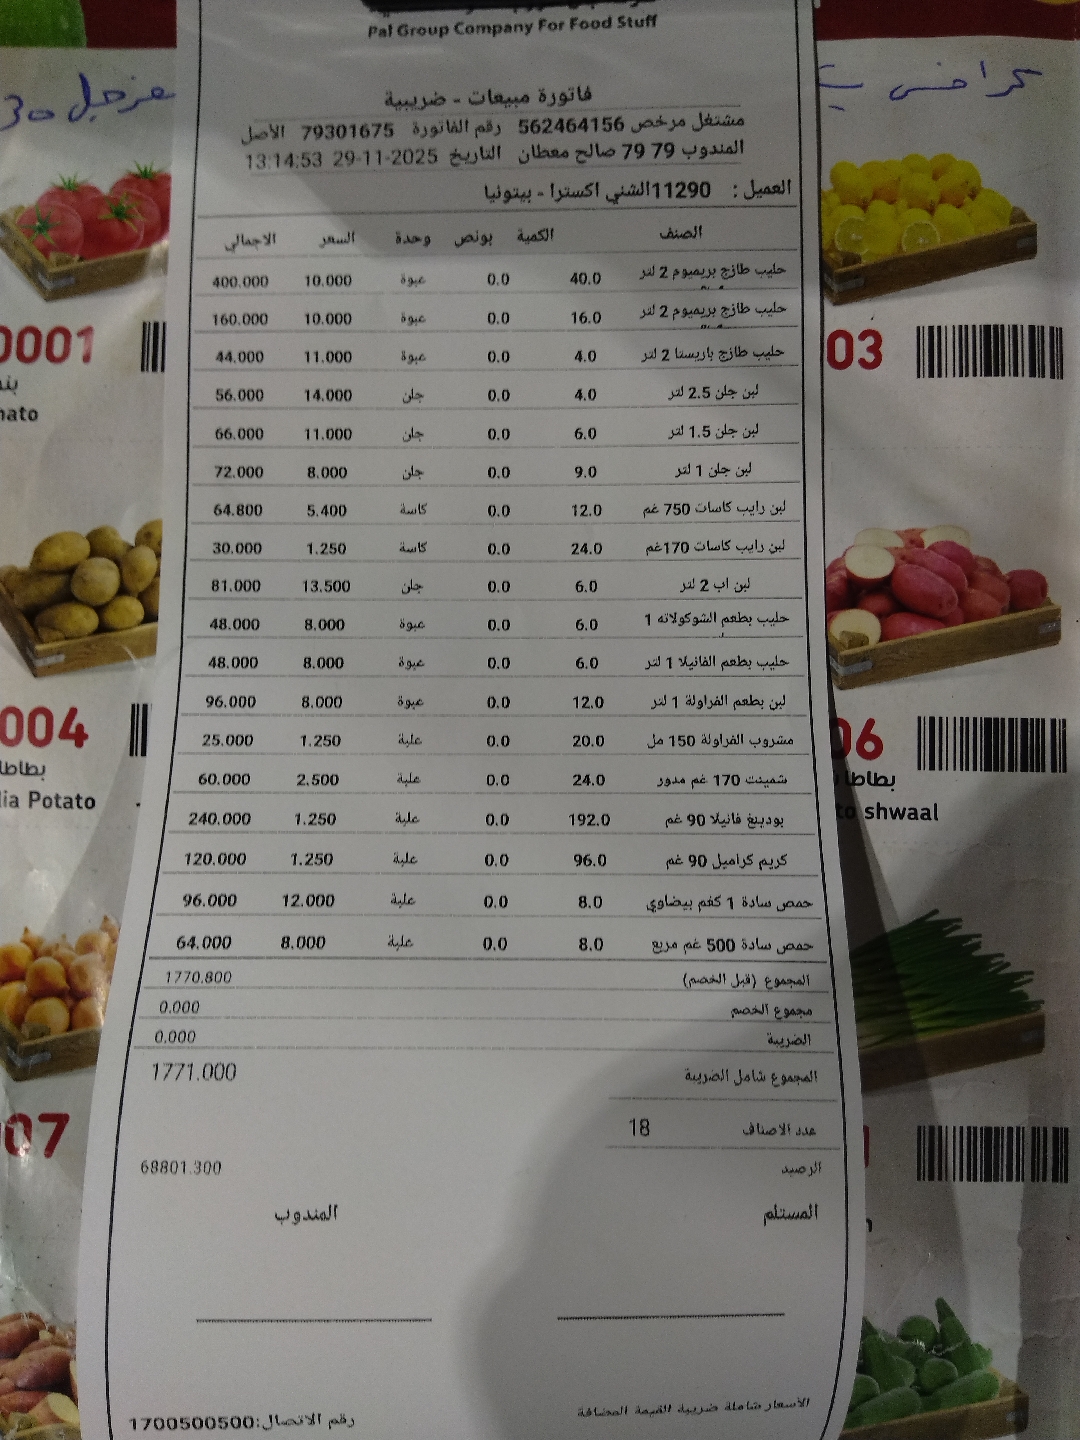 Pal Group Company For Food Stuff
فاتورة مبيعات - ضريبية
مشتغل مرخص 562464156 رقم الفاتورة 79301675 الأصل
المندوب 79 79 صالح معطان التاريخ 29-11-2025 13:14:53
العميل : 11290الشني اكسترا - بيتونيا
الصنف الكمية بونص وحدة السعر الاجمالي
حليب طازج بريميوم 2 لتر 40.0 0.0 عبوة 10.000 400.000
حليب طازج بريميوم 2 لتر 16.0 0.0 عبوة 10.000 160.000
حليب طازج باريستا 2 لتر 4.0 0.0 عبوة 11.000 44.000
لبن جلن 2.5 لتر 4.0 0.0 جلن 14.000 56.000
لبن جلن 1.5 لتر 6.0 0.0 جلن 11.000 66.000
لبن جلن 1 لتر 9.0 0.0 جلن 8.000 72.000
لبن رايب كاسات 750 غم 12.0 0.0 كاسة 5.400 64.800
لبن رايب كاسات 170غم 24.0 0.0 كاسة 1.250 30.000
لبن اب 2 لتر 6.0 0.0 جلن 13.500 81.000
حليب بطعم الشوكولاته 1 6.0 0.0 عبوة 8.000 48.000
حليب بطعم الفانيلا 1 لتر 6.0 0.0 عبوة 8.000 48.000
لبن بطعم الفراولة 1 لتر 12.0 0.0 عبوة 8.000 96.000
مشروب الفراولة 150 مل 20.0 0.0 علبة 1.250 25.000
شمينت 170 غم مدور 24.0 0.0 علبة 2.500 60.000
بودينغ فانيلا 90 غم 192.0 0.0 علبة 1.250 240.000
كريم كراميل 90 غم 96.0 0.0 علبة 1.250 120.000
حمص سادة 1 كغم بيضاوي 8.0 0.0 علبة 12.000 96.000
حمص سادة 500 غم مربع 8.0 0.0 علبة 8.000 64.000
المجموع (قبل الخصم) 1770.800
مجموع الخصم 0.000
الضريبة 0.000
المجموع شامل الضريبة 1771.000
عدد الاصناف 18
الرصيد 68801.300
المستلم المندوب
الأسعار شاملة ضريبة القيمة المضافة
رقم الاتصال:1700500500
0001
03
004
بطاطا
dia Potato
06
بطاطا
shwaal
07